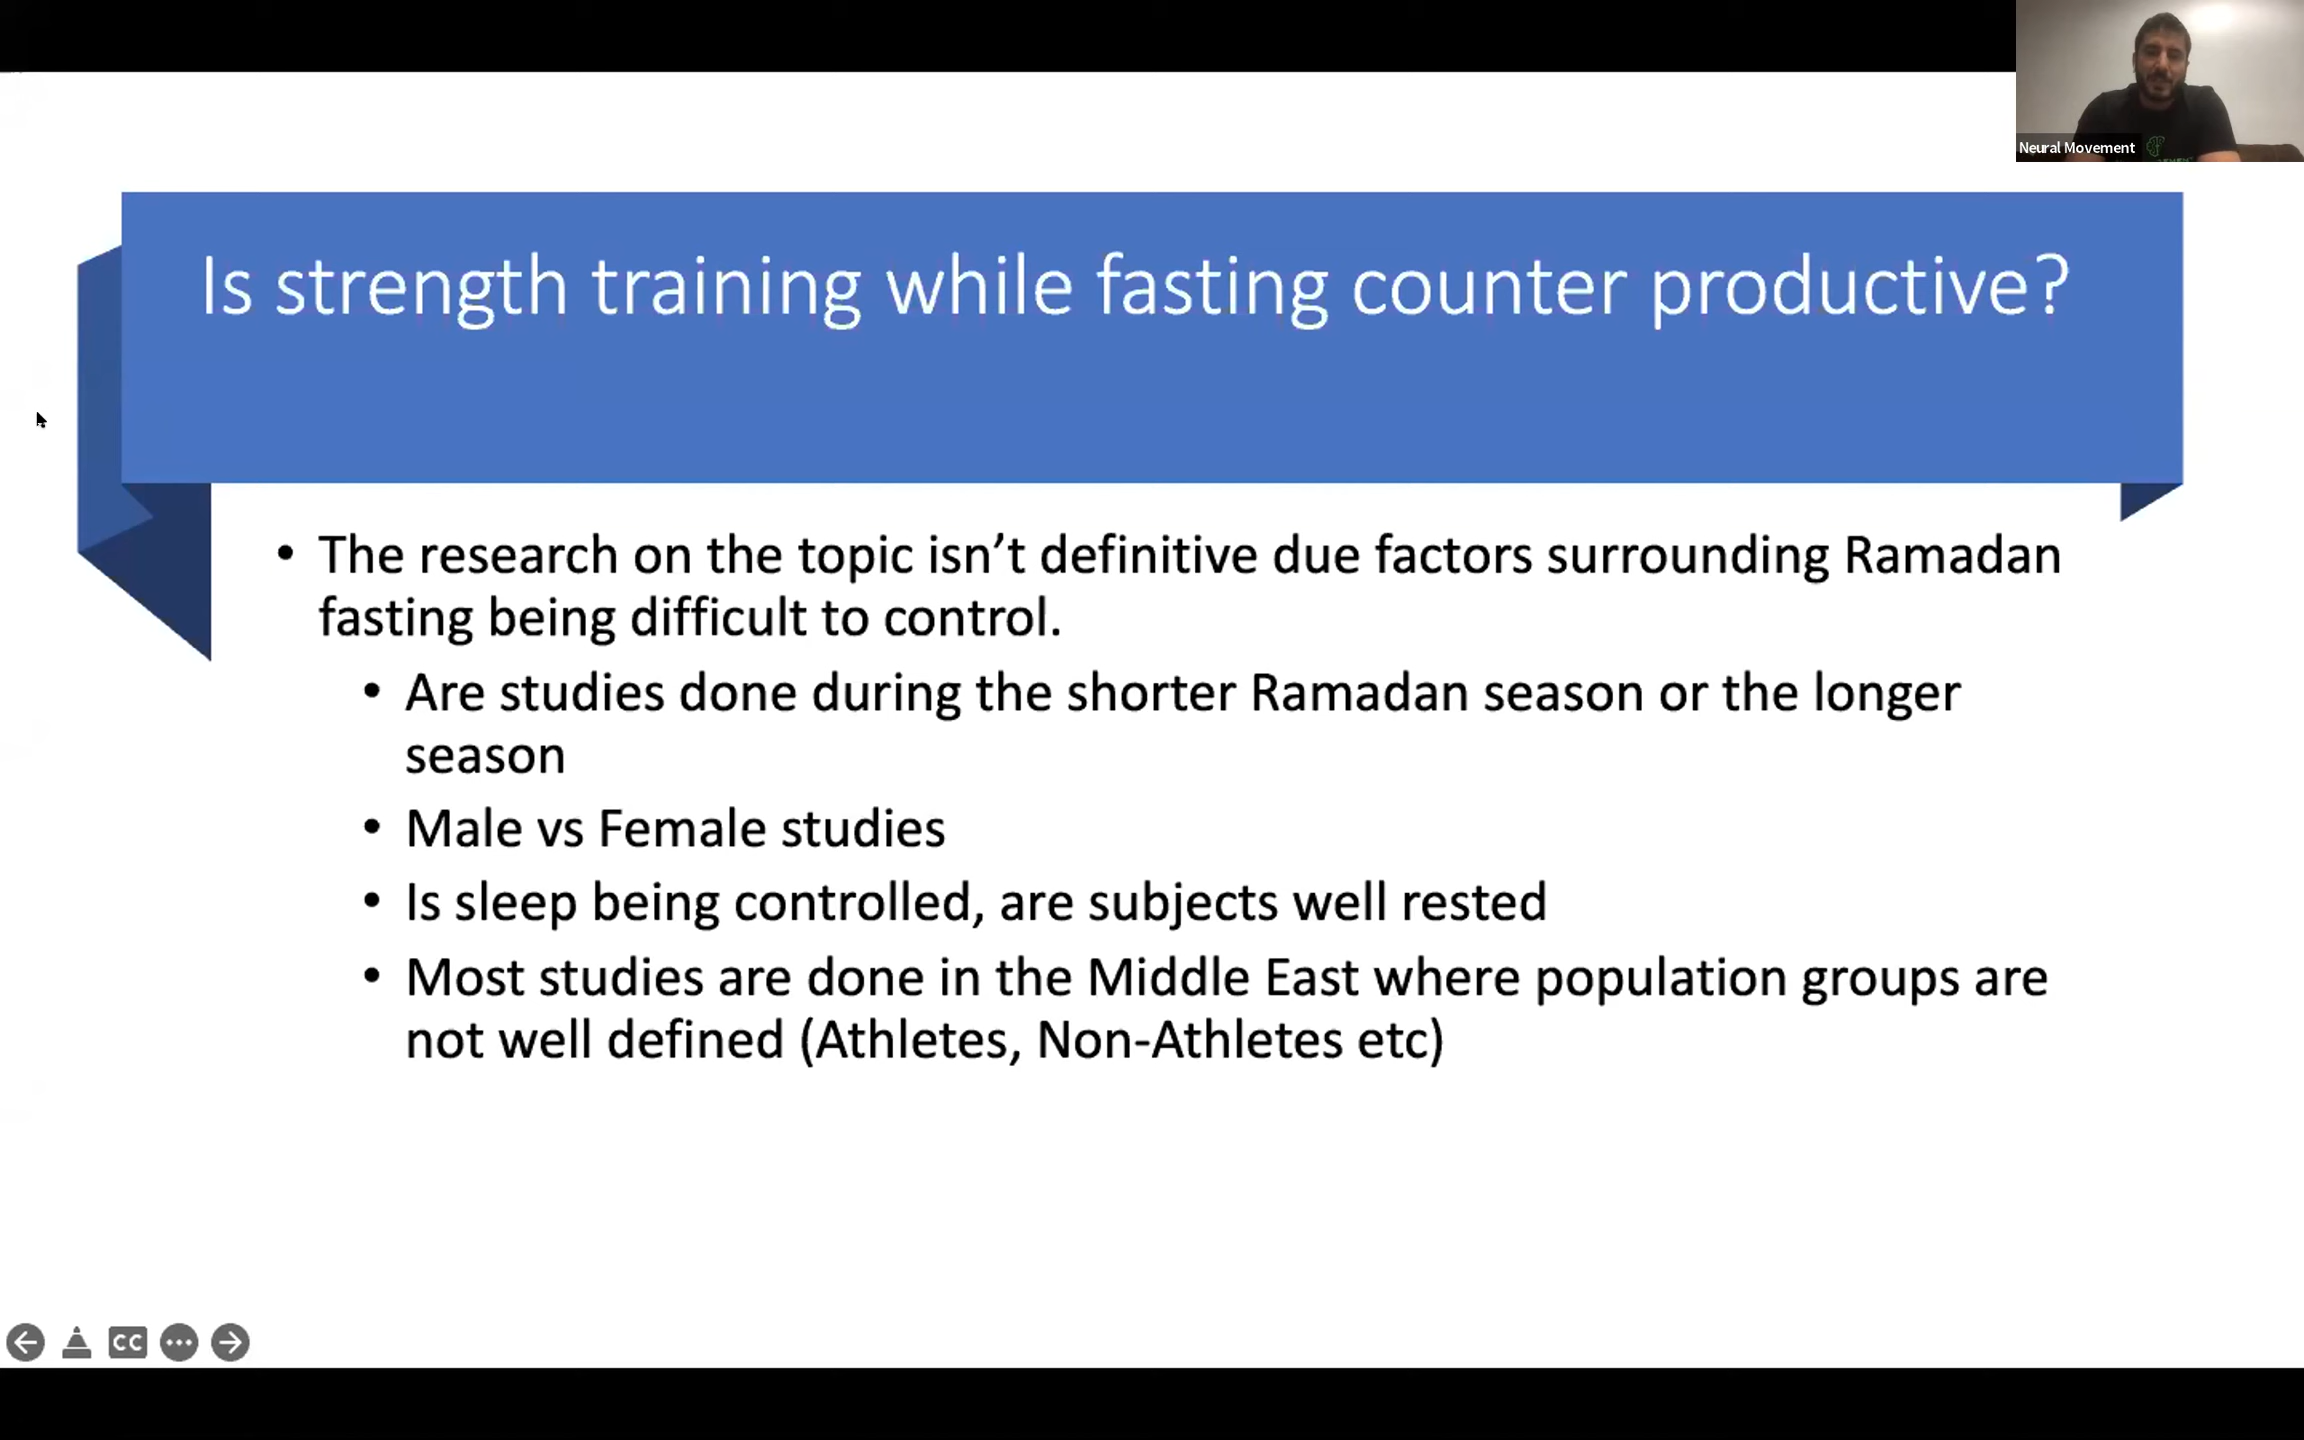 Neural Movement
Is strength training while fasting counter productive?
• The research on the topic isn’t definitive due factors surrounding Ramadan
fasting being difficult to control.
• Are studies done during the shorter Ramadan season or the longer
season
• Male vs Female studies
• Is sleep being controlled, are subjects well rested
• Most studies are done in the Middle East where population groups are
not well defined (Athletes, Non-Athletes etc)
CC